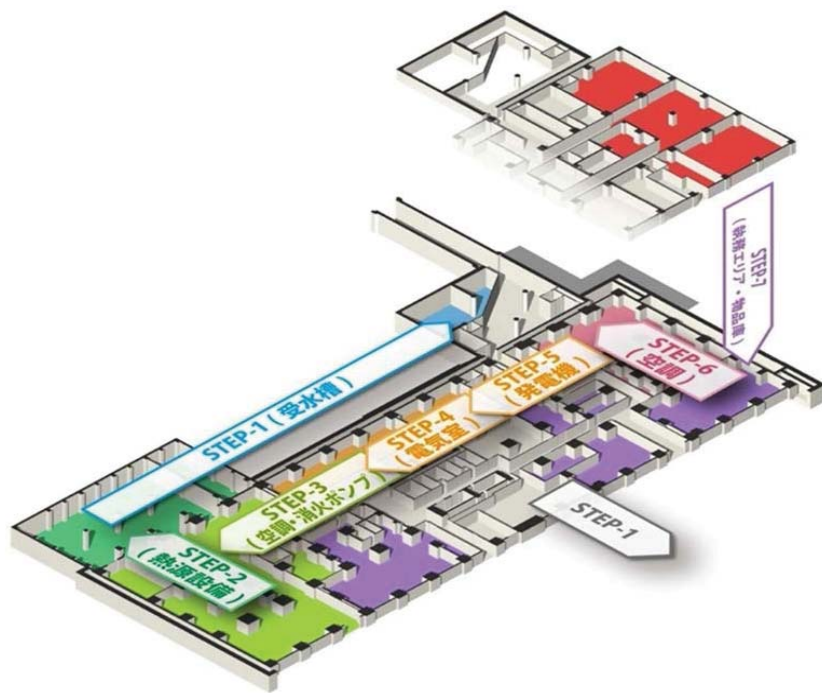 STEP-7
(執務エリア・物品庫)
STEP-6
(空調)
STEP-5
(発電機)
STEP-1(受水槽)
STEP-4
(電気室)
STEP-3
(空調・消火ポンプ)
STEP-1
STEP-2
(熱源設備)